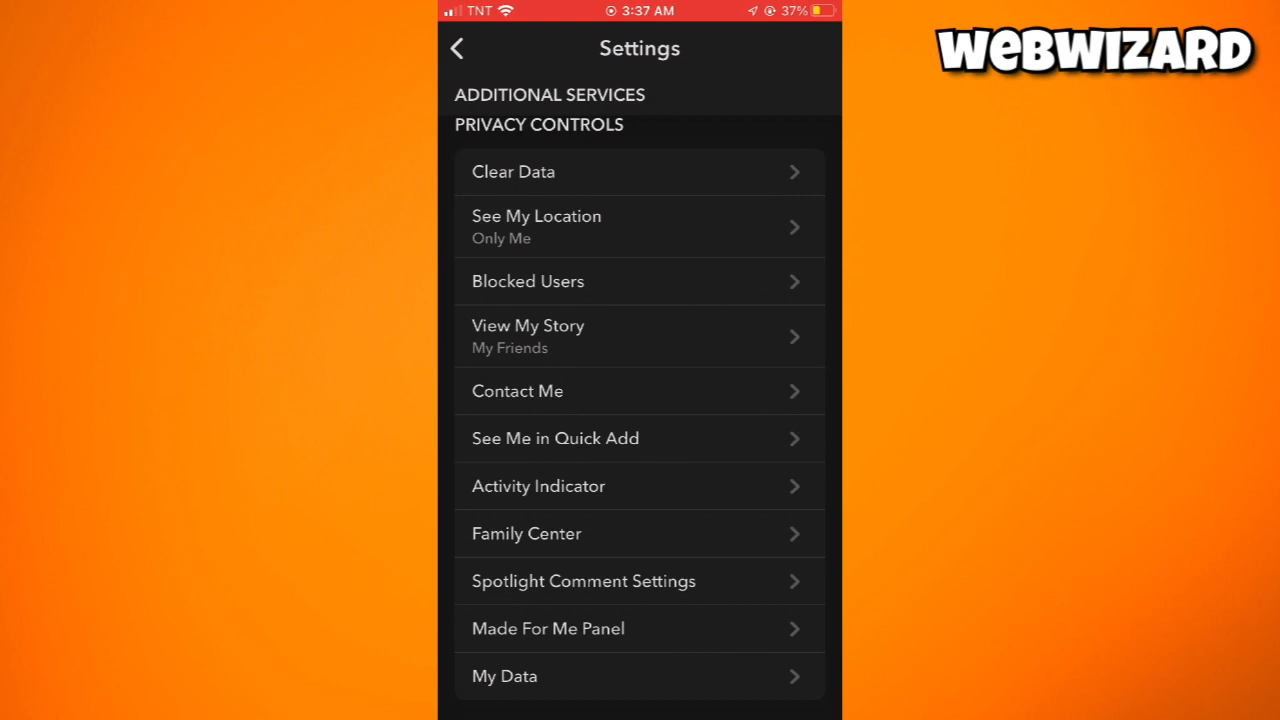 TNT 3:37 AM 37%
WEBWIZARD
Settings
ADDITIONAL SERVICES
PRIVACY CONTROLS
Clear Data
See My Location
Only Me
Blocked Users
View My Story
My Friends
Contact Me
See Me in Quick Add
Activity Indicator
Family Center
Spotlight Comment Settings
Made For Me Panel
My Data